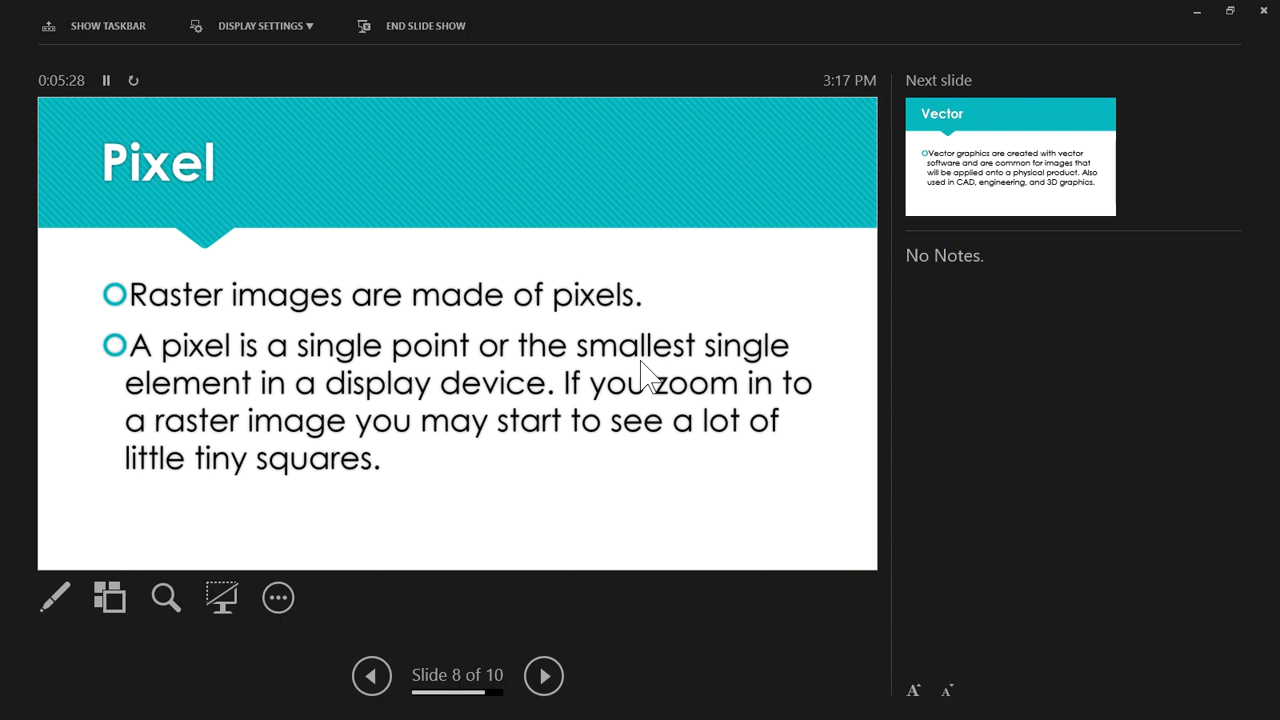 SHOW TASKBAR
DISPLAY SETTINGS ▼
END SLIDE SHOW
0:05:28
3:17 PM
Pixel
Raster images are made of pixels.
A pixel is a single point or the smallest single
element in a display device. If you zoom in to
a raster image you may start to see a lot of
little tiny squares.
Slide 8 of 10
Next slide
Vector
Vector graphics are created with vector
software and are common for images that
will be applied onto a physical product. Also
used in CAD, engineering, and 3D graphics.
No Notes.
A A